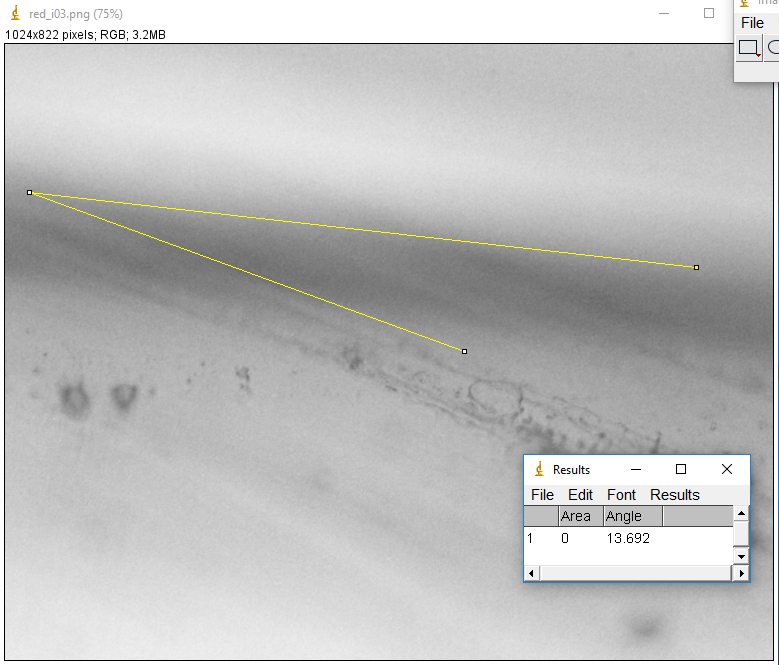 red_i03.png (75%)
1024x822 pixels; RGB; 3.2MB
File
Results
File Edit Font Results
Area Angle
1 0 13.692